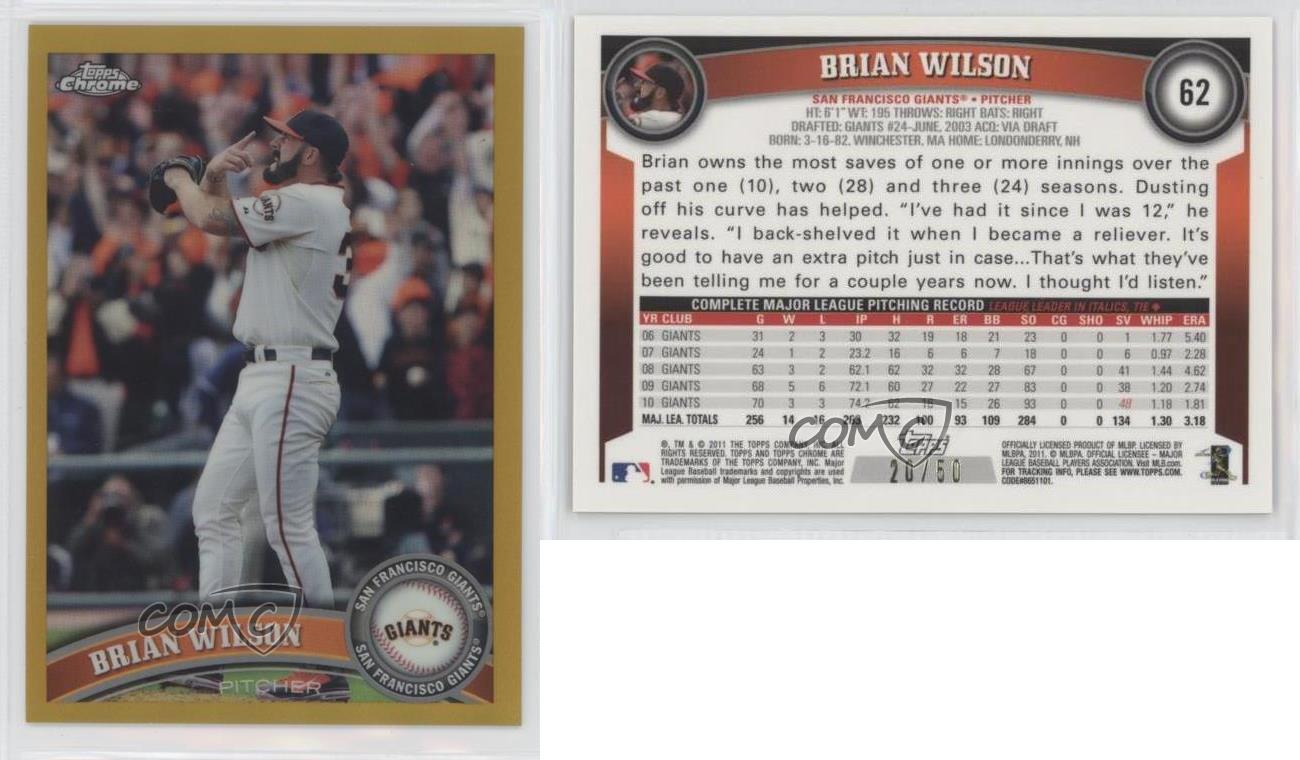 Topps
Chrome
GIANTS
3
COMC
BRIAN WILSON
PITCHER
SAN FRANCISCO GIANTS®
GIANTS
SAN FRANCISCO GIANTS®
BRIAN WILSON
62
SAN FRANCISCO GIANTS® • PITCHER
HT: 6'1" WT: 195 THROWS: RIGHT BATS: RIGHT
DRAFTED: GIANTS #24-JUNE, 2003 ACQ: VIA DRAFT
BORN: 3-16-82, WINCHESTER, MA HOME: LONDONDERRY, NH
Brian owns the most saves of one or more innings over the
past one (10), two (28) and three (24) seasons. Dusting
off his curve has helped. “I’ve had it since I was 12,” he
reveals. “I back-shelved it when I became a reliever. It’s
good to have an extra pitch just in case...That’s what they’ve
been telling me for a couple years now. I thought I’d listen.”
COMPLETE MAJOR LEAGUE PITCHING RECORD LEAGUE LEADER IN ITALICS, TIE ♦
YR CLUB G W L IP H R ER BB SO CG SHO SV WHIP ERA
06 GIANTS 31 2 3 30 32 19 18 21 23 0 0 1 1.77 5.40
07 GIANTS 24 1 2 23.2 16 6 6 7 18 0 0 6 0.97 2.28
08 GIANTS 63 3 2 62.1 62 32 32 28 67 0 0 41 1.44 4.62
09 GIANTS 68 5 6 72.1 60 27 22 27 83 0 0 38 1.20 2.74
10 GIANTS 70 3 3 74.2 62 18 15 26 93 0 0 48 1.18 1.81
MAJ. LEA. TOTALS 256 14 16 263 232 100 93 109 284 0 0 134 1.30 3.18
COMC
Topps
20/50
®, TM & © 2011 THE TOPPS COMPANY, INC. ALL
RIGHTS RESERVED. TOPPS AND TOPPS CHROME ARE
TRADEMARKS OF THE TOPPS COMPANY, INC. Major
League Baseball trademarks and copyrights are used
with permission of Major League Baseball Properties, Inc.
OFFICIALLY LICENSED PRODUCT OF MLBP. LICENSED BY
MLBPA, 2011. © MLBPA. OFFICIAL LICENSEE – MAJOR
LEAGUE BASEBALL PLAYERS ASSOCIATION. Visit MLB.com.
FOR TRACKING INFO, PLEASE SEE WWW.TOPPS.COM.
CODE#8651101.